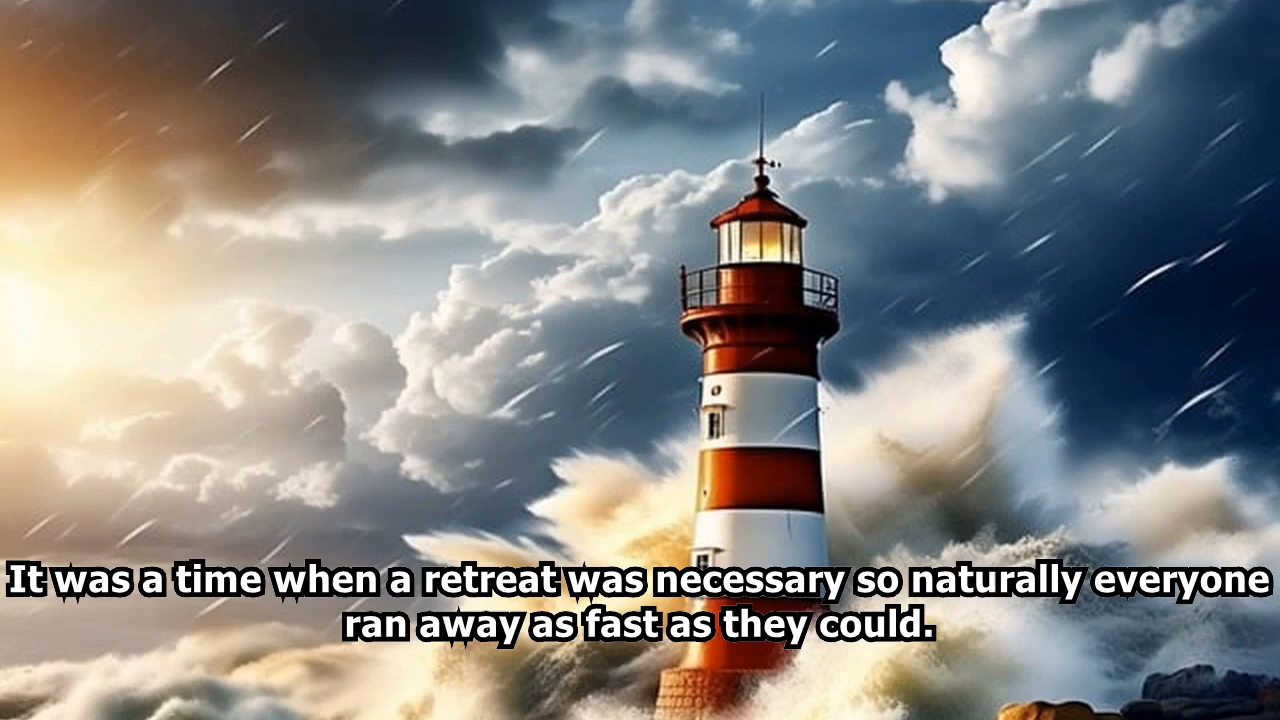 It was a time when a retreat was necessary so naturally everyone
ran away as fast as they could.